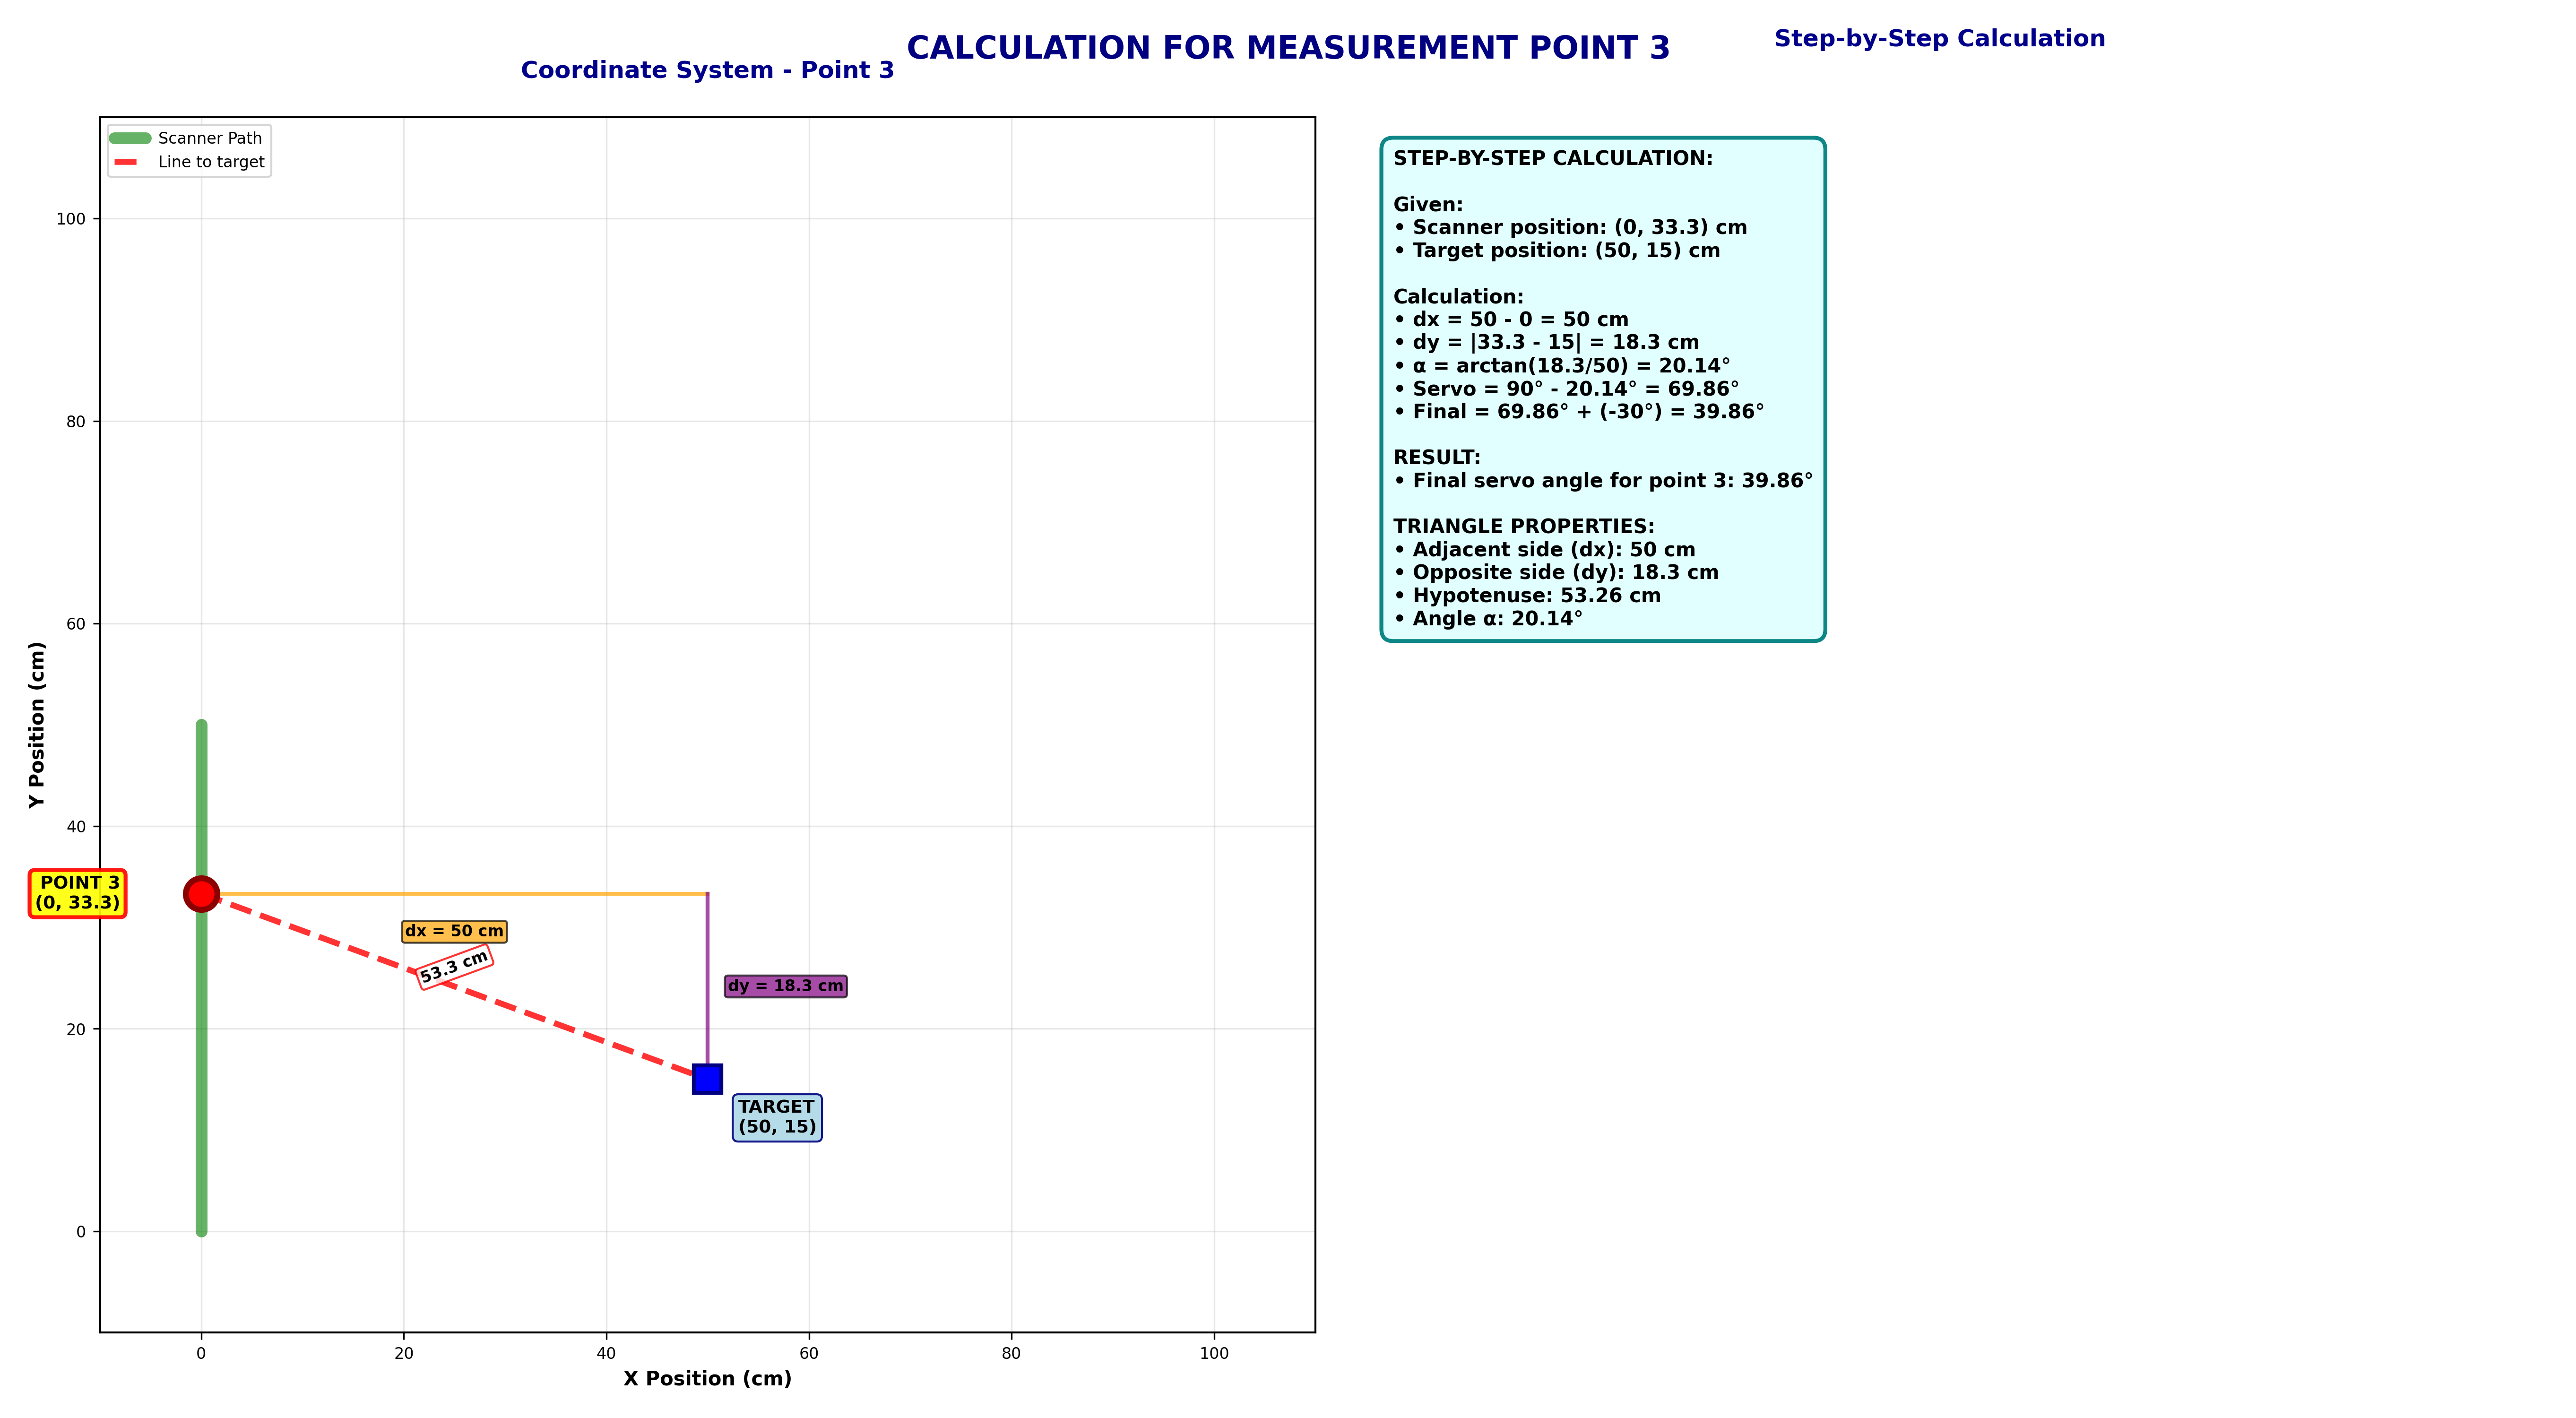 CALCULATION FOR MEASUREMENT POINT 3
Coordinate System - Point 3
Step-by-Step Calculation
Scanner Path
Line to target
100
80
60
40
20
0
Y Position (cm)
POINT 3
(0, 33.3)
dx = 50 cm
53.3 cm
dy = 18.3 cm
TARGET
(50, 15)
0
20
40
60
80
100
X Position (cm)
STEP-BY-STEP CALCULATION:
Given:
• Scanner position: (0, 33.3) cm
• Target position: (50, 15) cm
Calculation:
• dx = 50 - 0 = 50 cm
• dy = |33.3 - 15| = 18.3 cm
• α = arctan(18.3/50) = 20.14°
• Servo = 90° - 20.14° = 69.86°
• Final = 69.86° + (-30°) = 39.86°
RESULT:
• Final servo angle for point 3: 39.86°
TRIANGLE PROPERTIES:
• Adjacent side (dx): 50 cm
• Opposite side (dy): 18.3 cm
• Hypotenuse: 53.26 cm
• Angle α: 20.14°